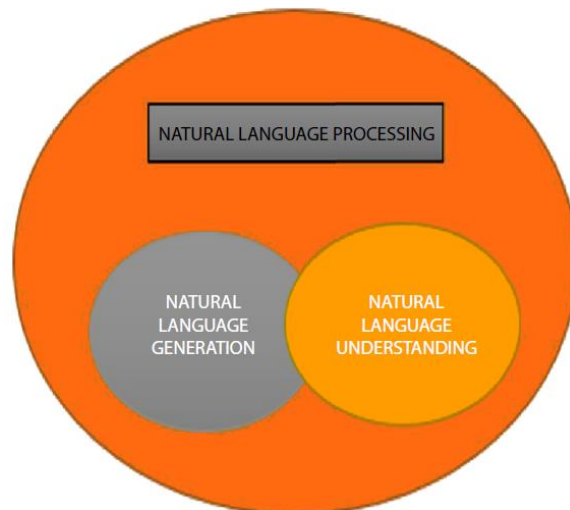 NATURAL LANGUAGE PROCESSING
NATURAL
LANGUAGE
GENERATION
NATURAL
LANGUAGE
UNDERSTANDING